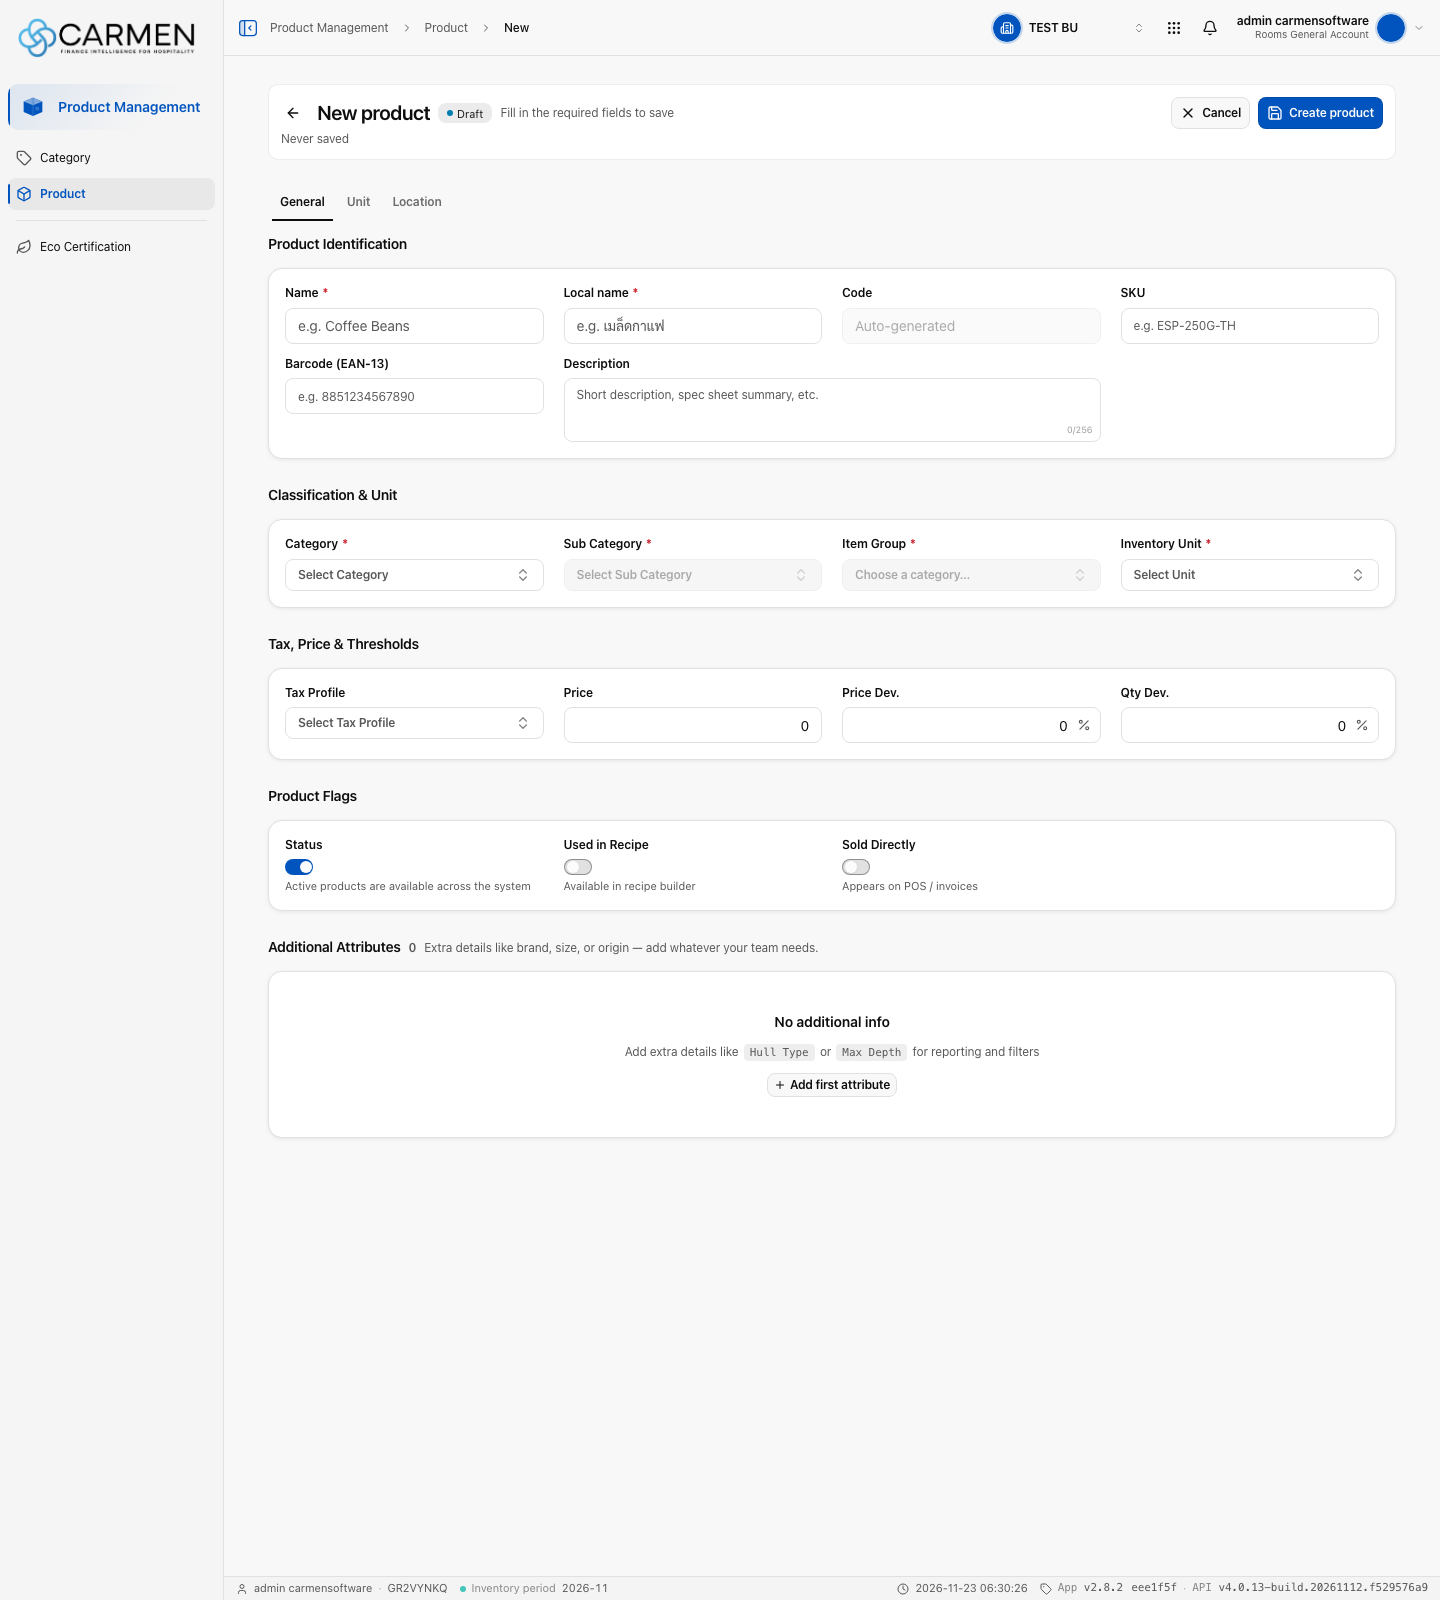 CARMEN
FINANCE INTELLIGENCE FOR HOSPITALITY
Product Management
Category
Product
Eco Certification
Product Management > Product > New
TEST BU
admin carmensoftware
Rooms General Account
New product
Draft
Fill in the required fields to save
Never saved
Cancel
Create product
General Unit Location
Product Identification
Name * Local name * Code SKU
e.g. Coffee Beans e.g. เมล็ดกาแฟ Auto-generated e.g. ESP-250G-TH
Barcode (EAN-13) Description
e.g. 8851234567890 Short description, spec sheet summary, etc.
0/256
Classification & Unit
Category * Sub Category * Item Group * Inventory Unit *
Select Category Select Sub Category Choose a category... Select Unit
Tax, Price & Thresholds
Tax Profile Price Price Dev. Qty Dev.
Select Tax Profile 0 0 % 0 %
Product Flags
Status Used in Recipe Sold Directly
Active products are available across the system Available in recipe builder Appears on POS / invoices
Additional Attributes 0 Extra details like brand, size, or origin — add whatever your team needs.
No additional info
Add extra details like Hull Type or Max Depth for reporting and filters
+ Add first attribute
admin carmensoftware · GR2VYNKQ Inventory period 2026-11
2026-11-23 06:30:26 App v2.8.2 eee1f5f · API v4.0.13-build.20261112.f529576a9